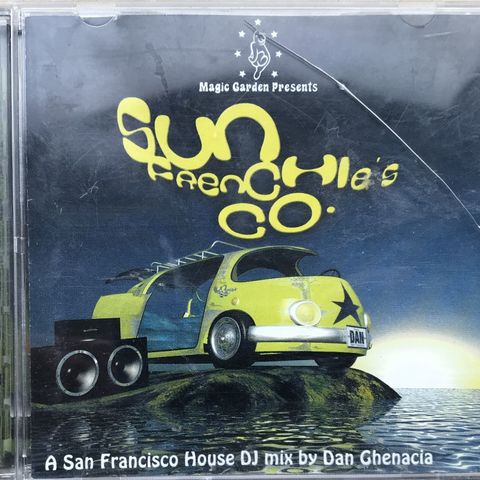 Magic Garden Presents
SUN
FRENCHIE'S
CO.
DAN
A San Francisco House DJ mix by Dan Ghenacia